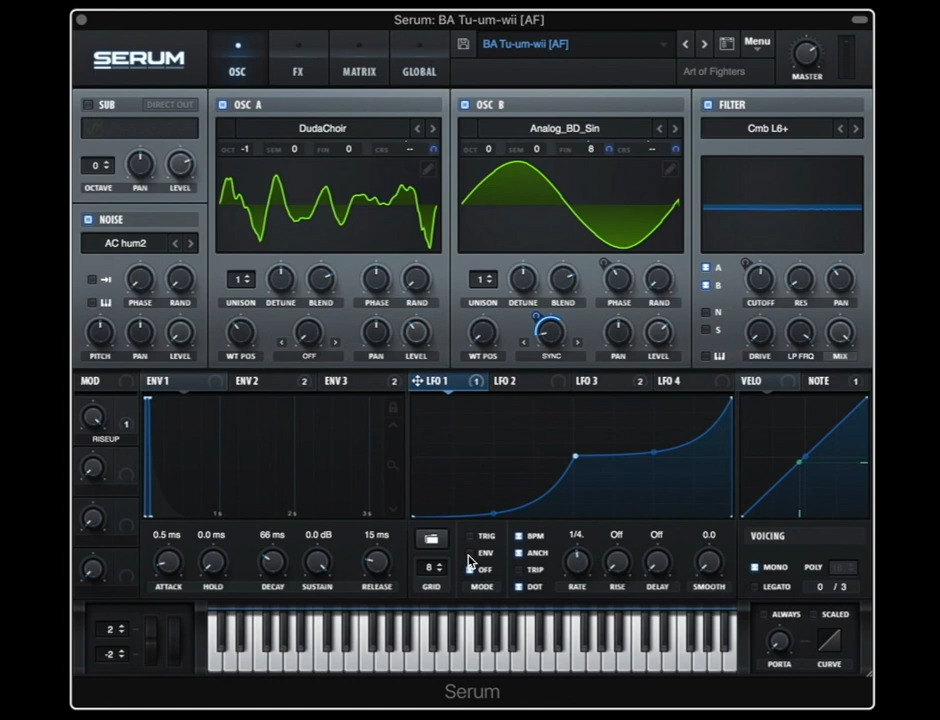 Serum: BA Tu-um-wii [AF]
SERUM
OSC
FX
MATRIX
GLOBAL
BA Tu-um-wii [AF]
Menu
Art of Fighters
MASTER
SUB
DIRECT OUT
0
OCTAVE PAN LEVEL
NOISE
AC hum2
PHASE RAND
PITCH PAN LEVEL
OSC A
DudaChoir
OCT -1 SEM 0 FIN 0 CRS --
1
UNISON DETUNE BLEND PHASE RAND
WT POS OFF PAN LEVEL
OSC B
Analog_BD_Sin
OCT 0 SEM 0 FIN 8 CRS --
1
UNISON DETUNE BLEND PHASE RAND
WT POS SYNC PAN LEVEL
FILTER
Cmb L6+
A
B
N
S
CUTOFF RES PAN
DRIVE LP FRQ MIX
MOD
ENV 1
ENV 2 2
ENV 3 2
LFO 1 1
LFO 2
LFO 3 2
LFO 4
VELO
NOTE 1
1
RISEUP
1s 2s 3s
0.5 ms 0.0 ms 66 ms 0.0 dB 15 ms
ATTACK HOLD DECAY SUSTAIN RELEASE
8
GRID
TRIG
ENV
OFF
MODE
BPM
ANCH
TRIP
DOT
1/4. Off Off 0.0
RATE RISE DELAY SMOOTH
VOICING
MONO POLY
LEGATO 0 / 3
2
-2
ALWAYS SCALED
PORTA CURVE
Serum